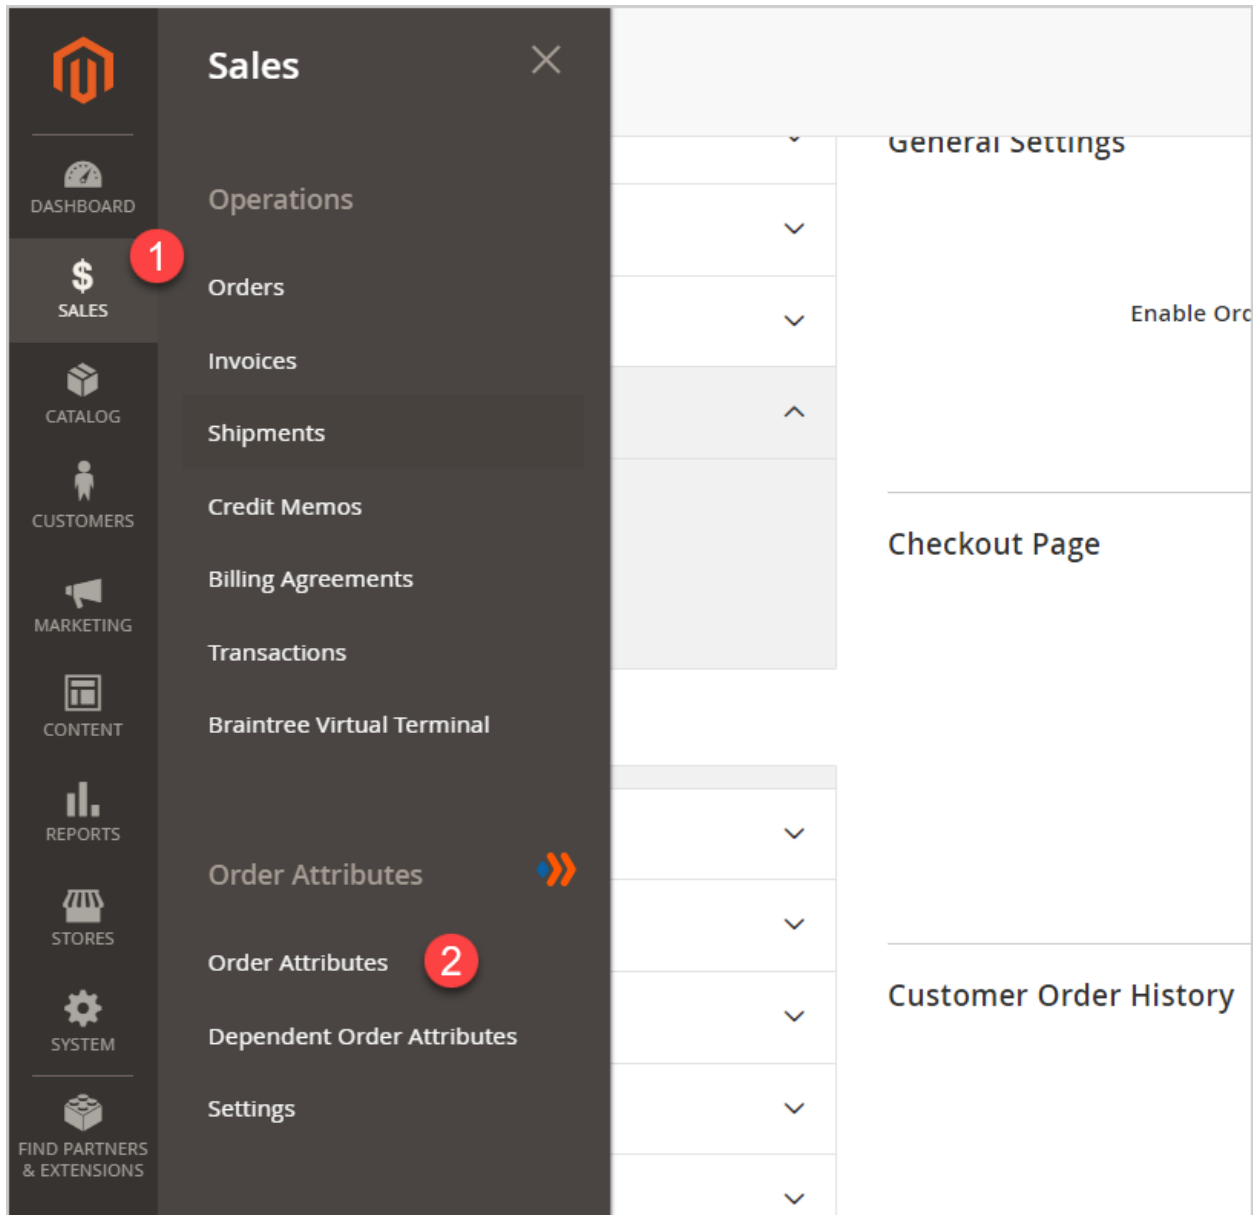 DASHBOARD
1
$
SALES
CATALOG
CUSTOMERS
MARKETING
CONTENT
REPORTS
STORES
SYSTEM
FIND PARTNERS
& EXTENSIONS
Sales
Operations
Orders
Invoices
Shipments
Credit Memos
Billing Agreements
Transactions
Braintree Virtual Terminal
Order Attributes
Order Attributes
2
Dependent Order Attributes
Settings
General Settings
Enable Ord
Checkout Page
Customer Order History